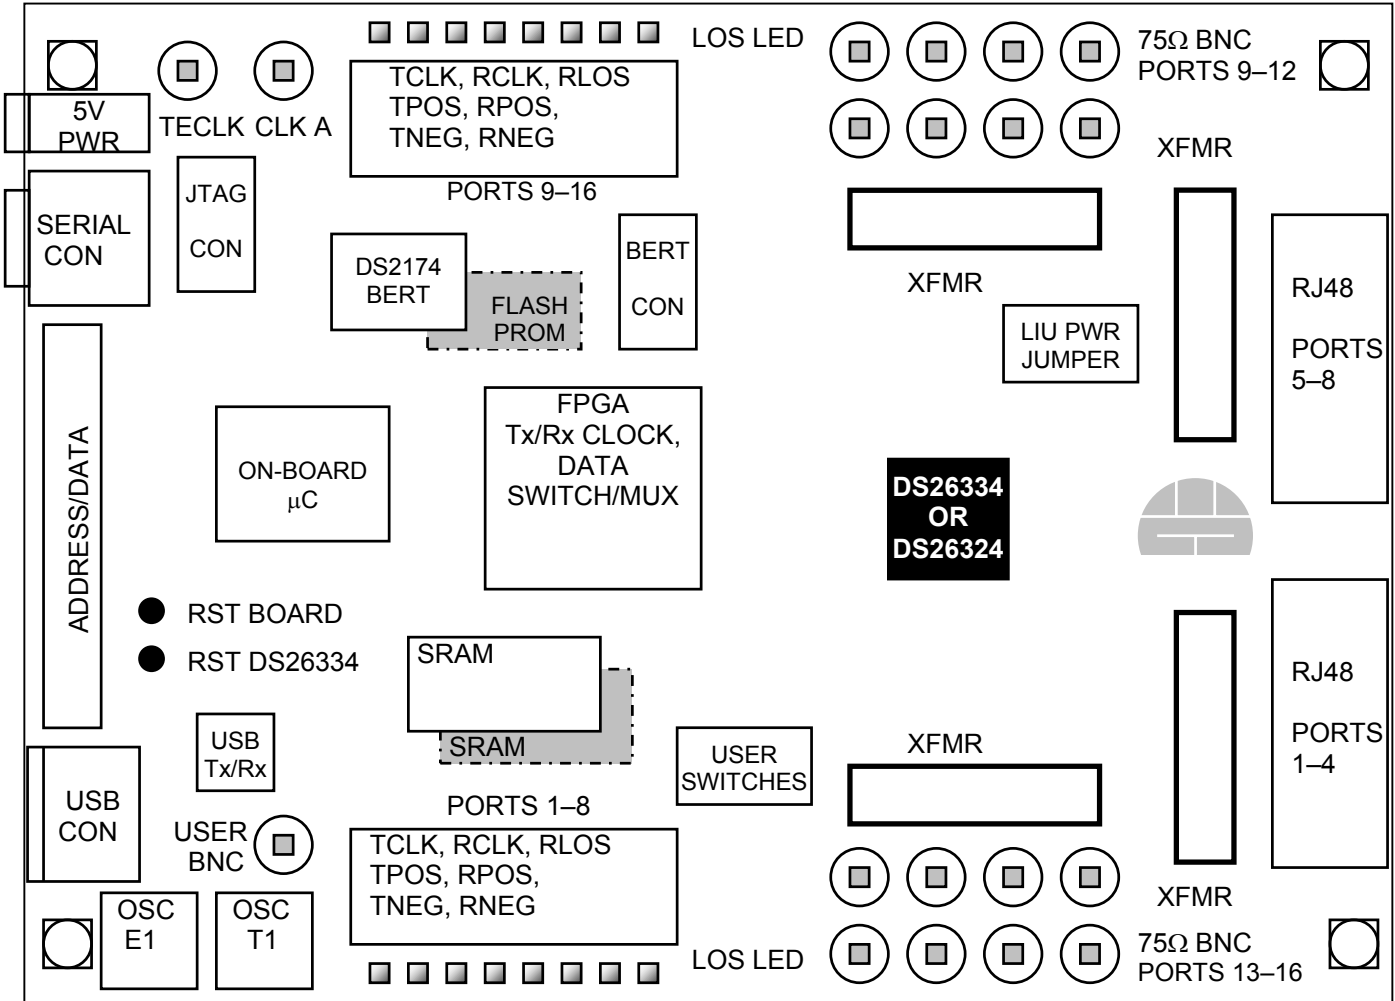 LOS LED
75Ω BNC
PORTS 9–12
5V
PWR
TECLK CLK A
TCLK, RCLK, RLOS
TPOS, RPOS,
TNEG, RNEG
PORTS 9–16
XFMR
SERIAL
CON
JTAG
CON
DS2174
BERT
FLASH
PROM
BERT
CON
XFMR
LIU PWR
JUMPER
RJ48
PORTS
5–8
ADDRESS/DATA
ON-BOARD
µC
FPGA
Tx/Rx CLOCK,
DATA
SWITCH/MUX
DS26334
OR
DS26324
RST BOARD
RST DS26334
SRAM
SRAM
USB
Tx/Rx
USER
SWITCHES
XFMR
RJ48
PORTS
1–4
USB
CON
USER
BNC
PORTS 1–8
TCLK, RCLK, RLOS
TPOS, RPOS,
TNEG, RNEG
XFMR
OSC
E1
OSC
T1
LOS LED
75Ω BNC
PORTS 13–16